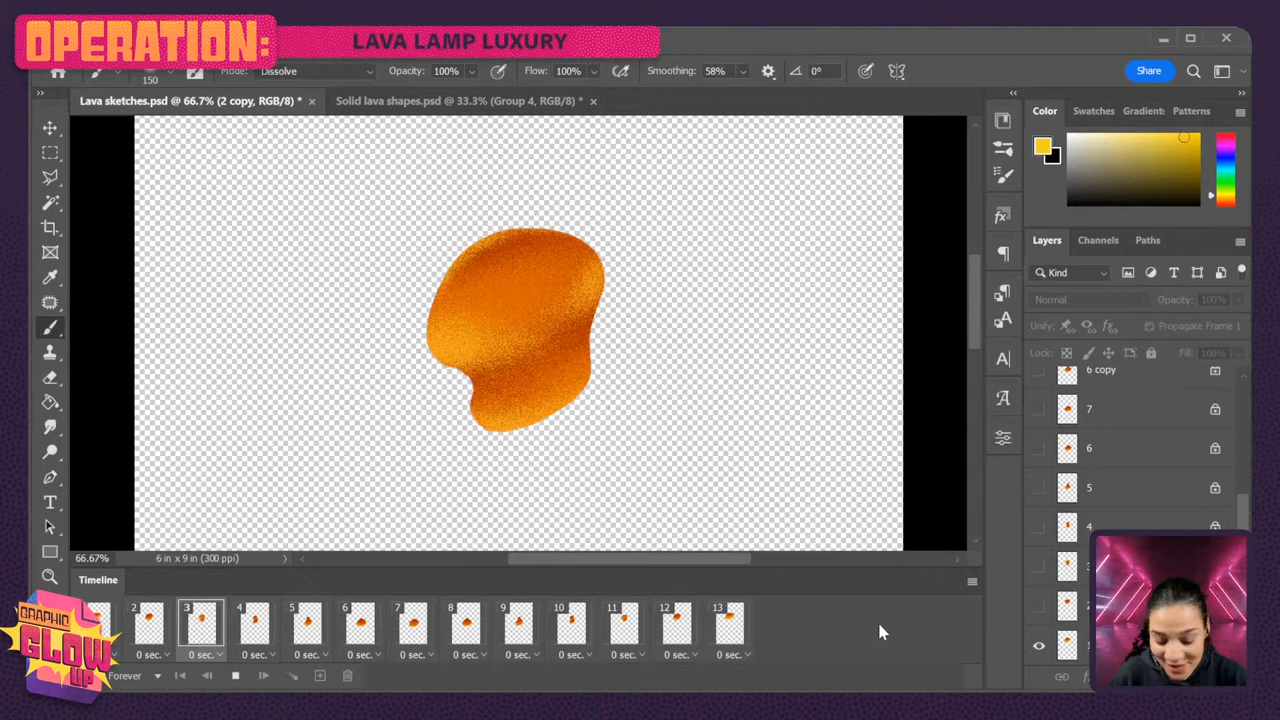 OPERATION:
LAVA LAMP LUXURY
150
Mode: Dissolve
Opacity: 100%
Flow: 100%
Smoothing: 58%
0°
Share
Lava sketches.psd @ 66.7% (2 copy, RGB/8) *
Solid lava shapes.psd @ 33.3% (Group 4, RGB/8) *
Color
Swatches
Gradient:
Patterns
Layers
Channels
Paths
Kind
Normal
Opacity: 100%
Unify:
Propagate Frame 1
Lock:
Fill: 100%
6 copy
7
6
5
4
66.67%
6 in x 9 in (300 ppi)
Timeline
2 3 4 5 6 7 8 9 10 11 12 13
0 sec. 0 sec. 0 sec. 0 sec. 0 sec. 0 sec. 0 sec. 0 sec. 0 sec. 0 sec. 0 sec. 0 sec.
Forever
GRAPHIC
GLOW
UP